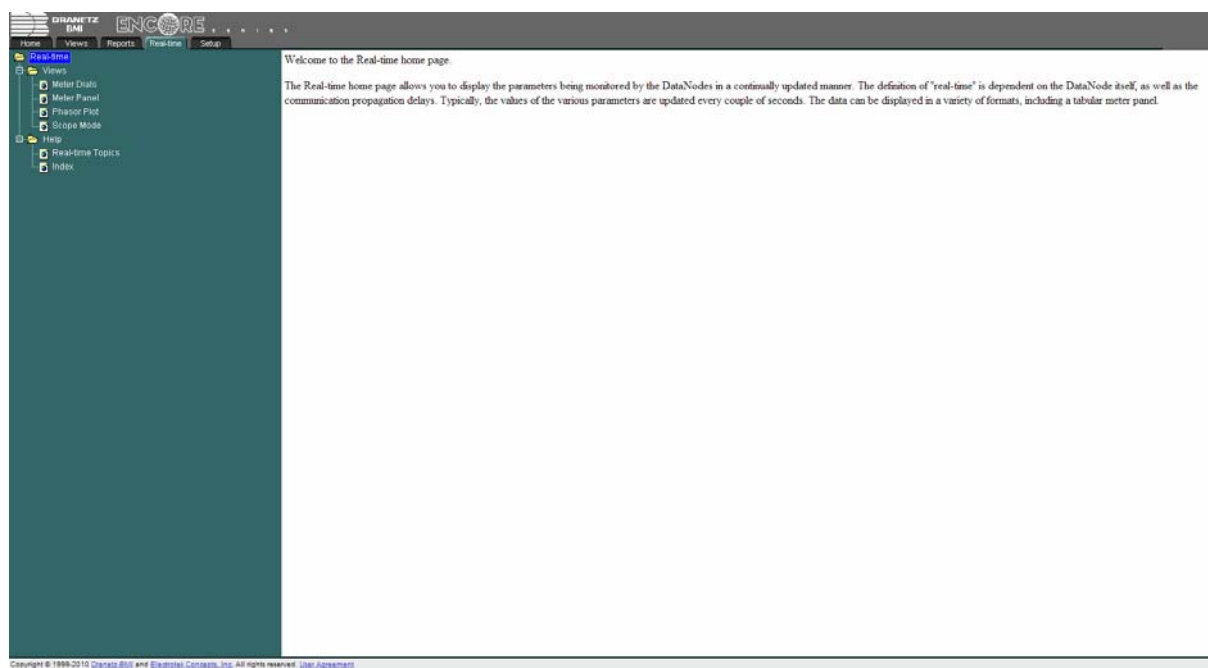 DRANETZ
BMI
ENCORE
Home Views Reports Real-time Setup
Real-time
Views
Meter Dials
Meter Panel
Phasor Plot
Scope Mode
Help
Real-time Topics
Index
Welcome to the Real-time home page.
The Real-time home page allows you to display the parameters being monitored by the DataNodes in a continually updated manner. The definition of "real-time" is dependent on the DataNode itself, as well as the
communication propagation delays. Typically, the values of the various parameters are updated every couple of seconds. The data can be displayed in a variety of formats, including a tabular meter panel.
Copyright © 1999-2010 Dranetz-BMI and Electrotek Concepts, Inc. All rights reserved. User Agreement